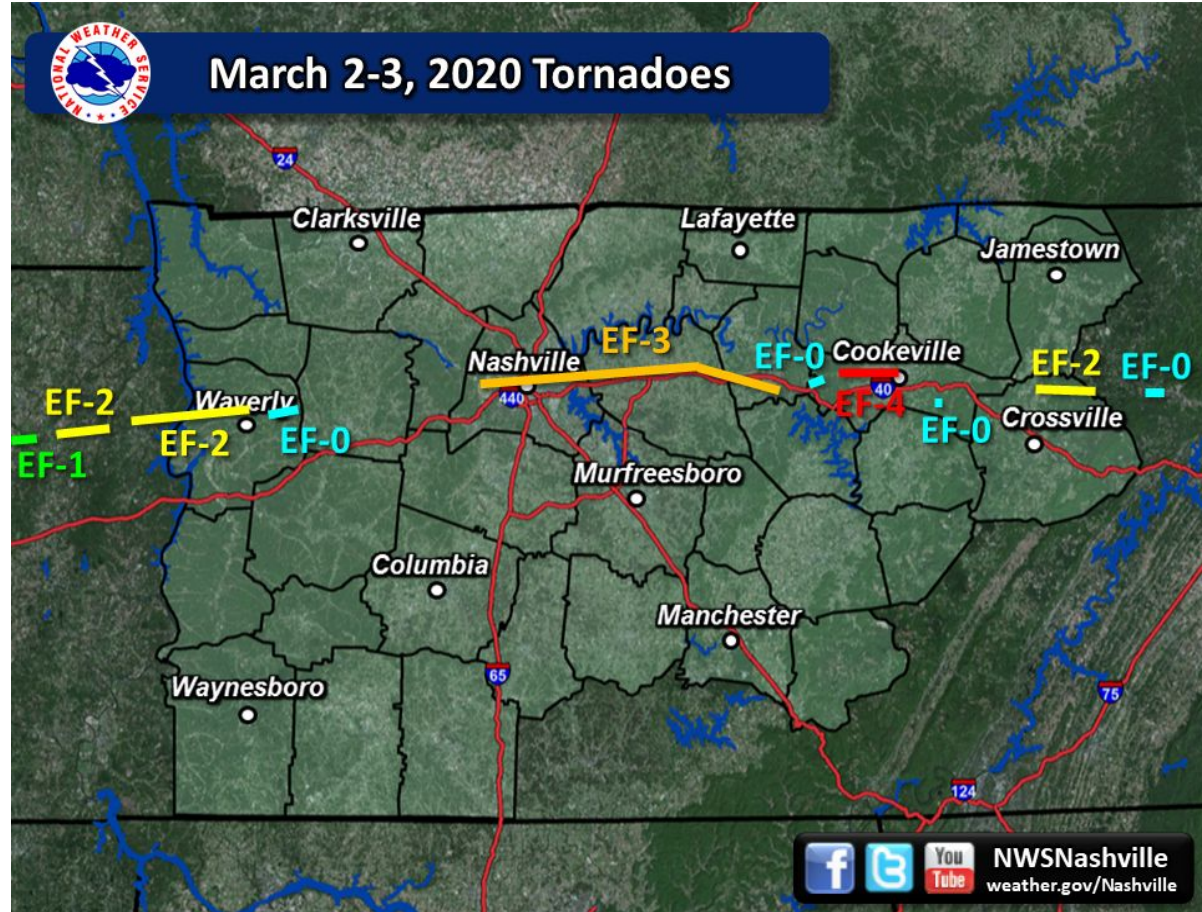 NATIONAL WEATHER SERVICE
March 2-3, 2020 Tornadoes
24
Clarksville
Lafayette
Jamestown
Nashville
EF-3
EF-0
Cookeville
EF-2
EF-0
EF-2
Waverly
440
40
EF-4
EF-2
EF-0
EF-0
Crossville
EF-1
Murfreesboro
Columbia
Manchester
65
Waynesboro
75
124
f
t
You
Tube
NWSNashville
weather.gov/Nashville